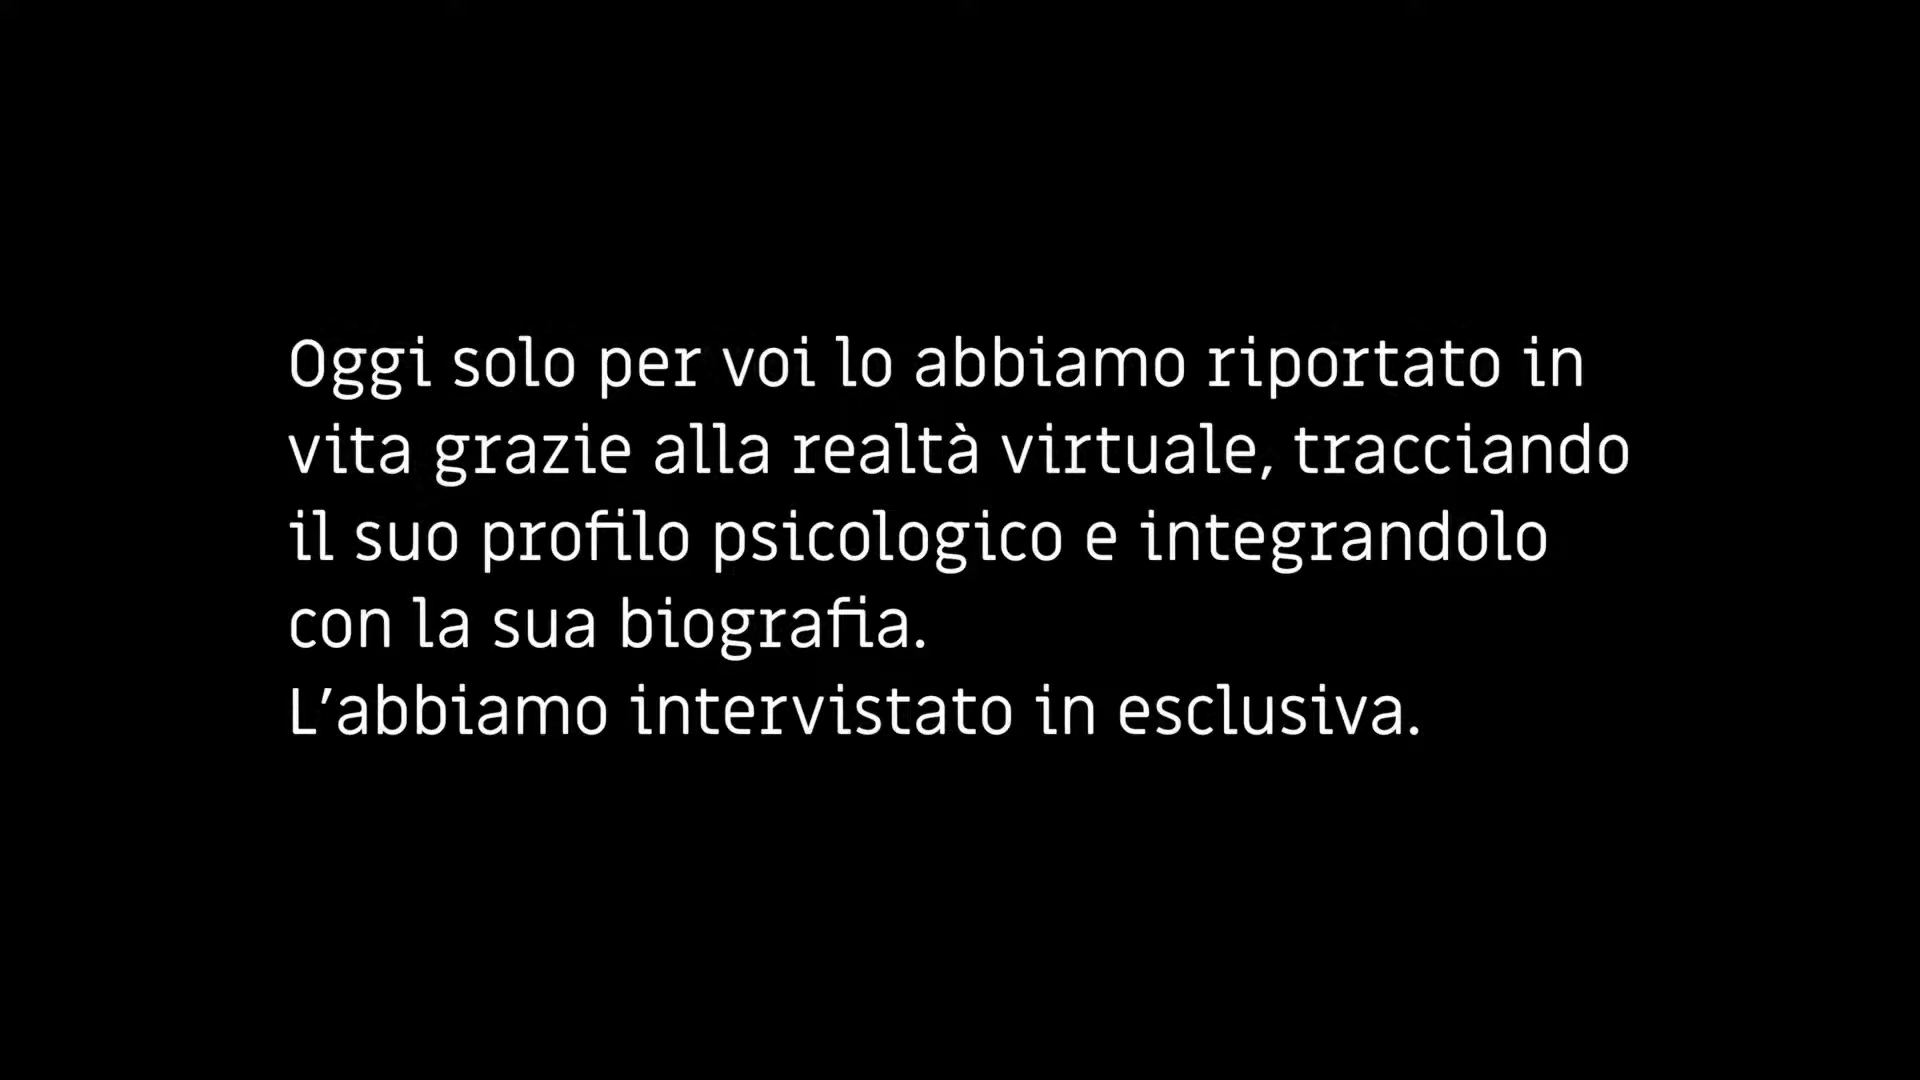 Oggi solo per voi lo abbiamo riportato in
vita grazie alla realtà virtuale, tracciando
il suo profilo psicologico e integrandolo
con la sua biografia.
L’abbiamo intervistato in esclusiva.